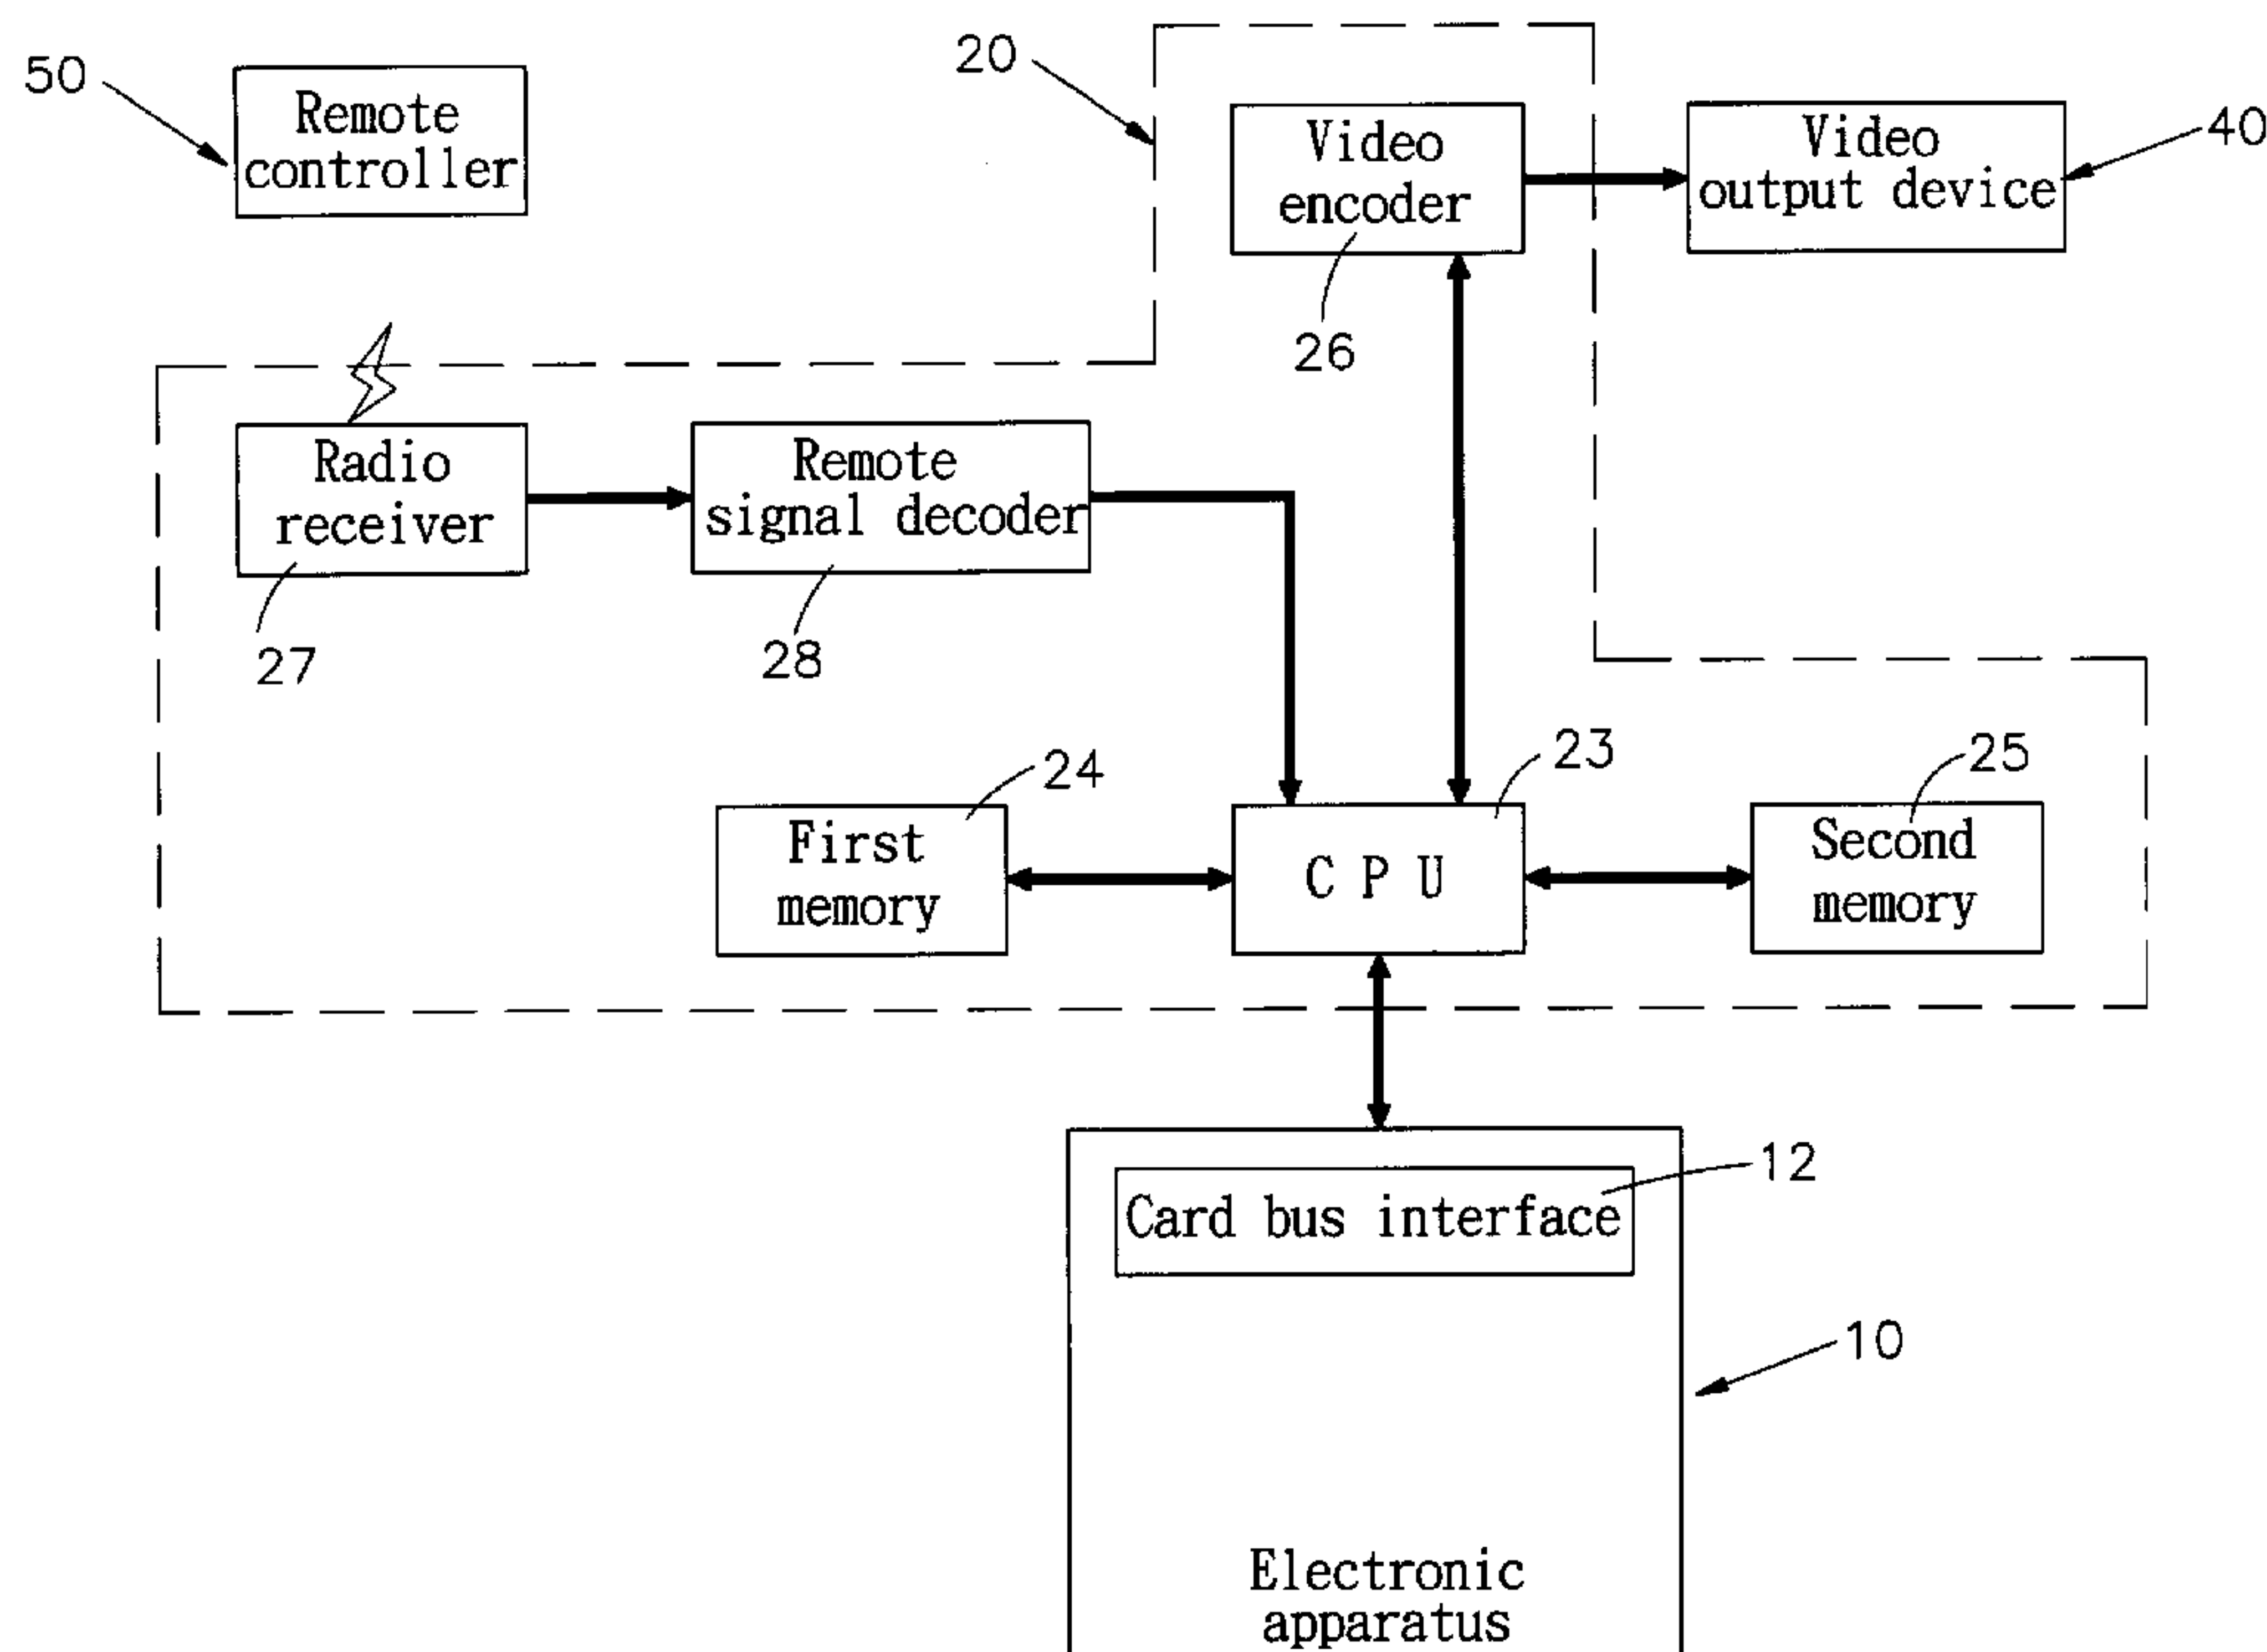 50
Remote
controller
20
Video
encoder
26
Video
output device
40
Radio
receiver
27
Remote
signal decoder
28
First
memory
24
C P U
23
Second
memory
25
Card bus interface
12
10
Electronic
apparatus